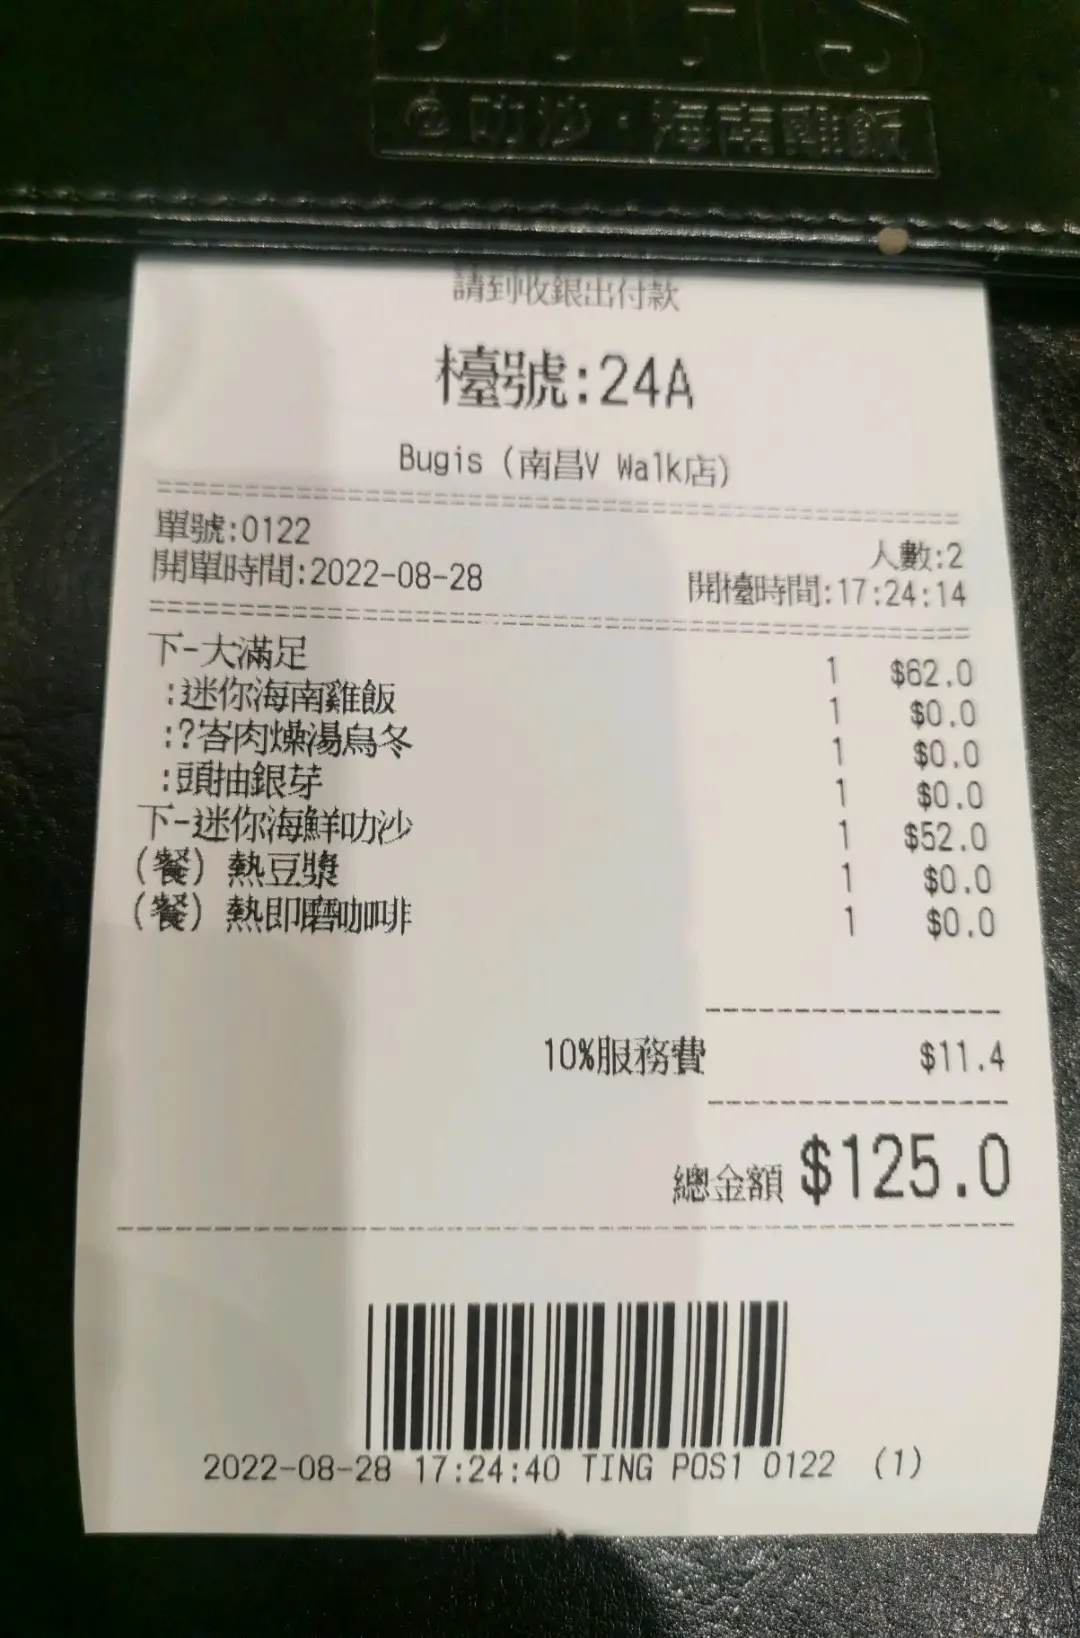 叻沙·海南雞飯
請到收銀出付款
檯號:24A
Bugis (南昌V Walk店)
單號:0122
人數:2
開單時間:2022-08-28
開檯時間:17:24:14
下-大滿足 1 $62.0
:迷你海南雞飯 1 $0.0
:?峇肉燥湯烏冬 1 $0.0
:頭抽銀芽 1 $0.0
下-迷你海鮮叻沙 1 $52.0
(餐) 熱豆漿 1 $0.0
(餐) 熱即磨咖啡 1 $0.0
10%服務費 $11.4
總金額 $125.0
2022-08-28 17:24:40 TING POS1 0122 (1)